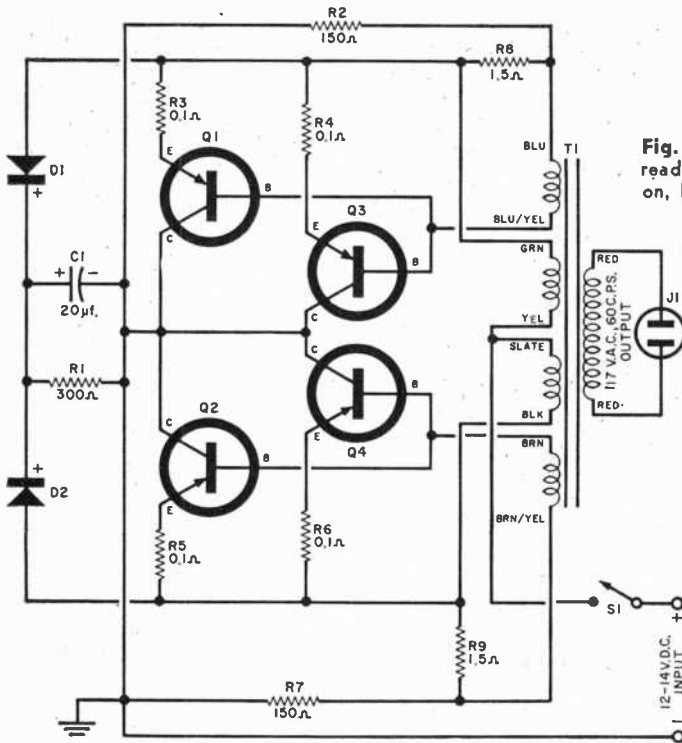 R2
150Ω
R8
1.5Ω
R3
0.1Ω
R4
0.1Ω
Q1
E
B
C
D1
+
BLU
T1
BLU/YEL
Fig.
read
on,
Q3
E
B
C
GRN
YEL
RED
J1
117 V.A.C., 60 C.P.S.
OUTPUT
RED
C1
+ -
20µf.
R1
300Ω
SLATE
BLK
BRN
BRN/YEL
C
Q4
B
E
C
Q2
B
E
+
D2
R5
0.1Ω
R6
0.1Ω
S1
+
12-14V.D.C.
INPUT
-
R9
1.5Ω
R7
150Ω